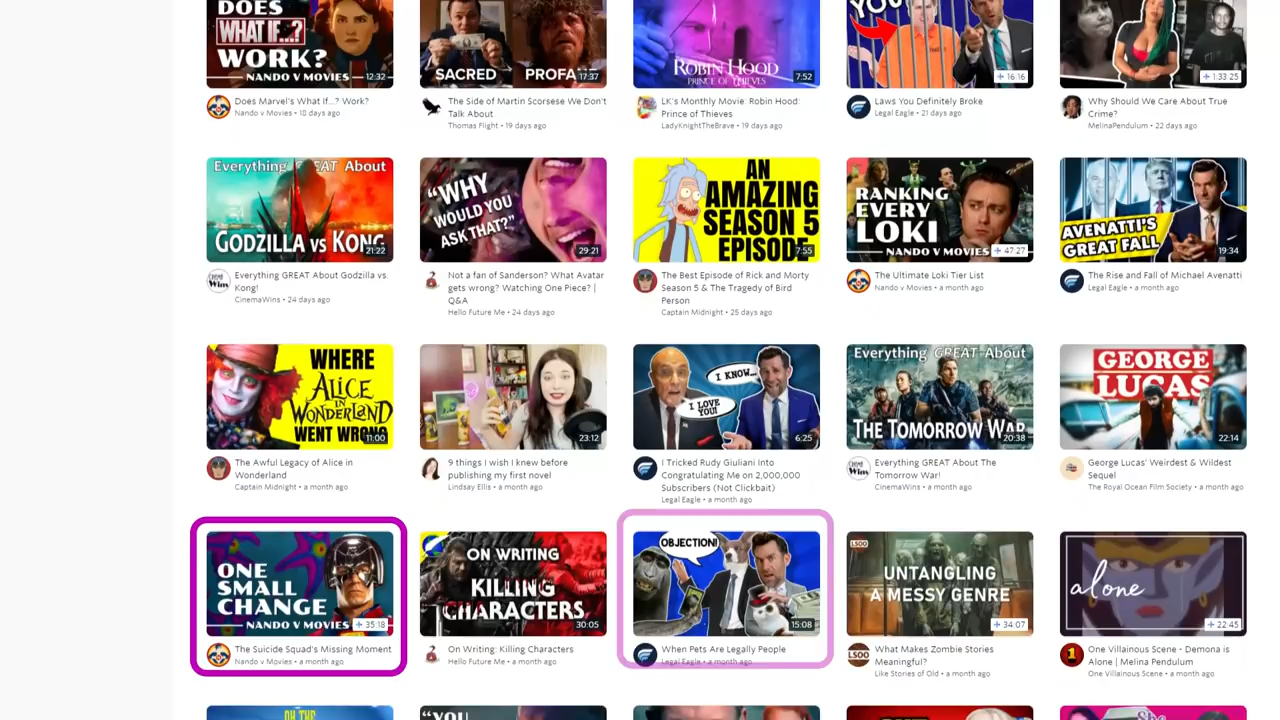 DOES
WHAT IF...?
WORK?
NANDO V MOVIES
12:32
Does Marvel's What If...? Work?
Nando v Movies • 18 days ago
SACRED
PROFA
17:37
The Side of Martin Scorsese We Don't
Talk About
Thomas Flight • 19 days ago
ROBIN HOOD
PRINCE OF THIEVES
7:52
LK's Monthly Movie: Robin Hood:
Prince of Thieves
LadyKnightTheBrave • 19 days ago
YOU
+ 16:16
Laws You Definitely Broke
Legal Eagle • 21 days ago
+ 1:33:25
Why Should We Care About True
Crime?
MelinaPendulum • 22 days ago
Everything GREAT About
GODZILLA vs KONG
21:22
Everything GREAT About Godzilla vs.
Kong!
CinemaWins • 24 days ago
"WHY
WOULD YOU
ASK THAT?"
29:21
Not a fan of Sanderson? What Avatar
gets wrong? Watching One Piece? |
Q&A
Hello Future Me • 24 days ago
AN
AMAZING
SEASON 5
EPISODE
7:55
The Best Episode of Rick and Morty
Season 5 & The Tragedy of Bird
Person
Captain Midnight • 25 days ago
RANKING
EVERY
LOKI
NANDO V MOVIES
+ 47:27
The Ultimate Loki Tier List
Nando v Movies • a month ago
AVENATTI'S
GREAT FALL
19:34
The Rise and Fall of Michael Avenatti
Legal Eagle • a month ago
WHERE
ALICE
IN
WONDERLAND
WENT WRONG
11:00
The Awful Legacy of Alice in
Wonderland
Captain Midnight • a month ago
23:12
9 things I wish I knew before
publishing my first novel
Lindsay Ellis • a month ago
I KNOW...
I LOVE
YOU!
6:25
I Tricked Rudy Giuliani Into
Congratulating Me on 2,000,000
Subscribers (Not Clickbait)
Legal Eagle • a month ago
Everything GREAT About
THE TOMORROW WAR
20:38
Everything GREAT About The
Tomorrow War!
CinemaWins • a month ago
GEORGE
LUCAS
22:14
George Lucas' Weirdest & Wildest
Sequel
The Royal Ocean Film Society • a month ago
ONE
SMALL
CHANGE
NANDO V MOVIES
+ 35:18
The Suicide Squad's Missing Moment
Nando v Movies • a month ago
ON WRITING
KILLING
CHARACTERS
30:05
On Writing: Killing Characters
Hello Future Me • a month ago
OBJECTION!
15:08
When Pets Are Legally People
Legal Eagle • a month ago
LSOO
UNTANGLING
A MESSY GENRE
+ 34:07
LSOO
What Makes Zombie Stories
Meaningful?
Like Stories of Old • a month ago
alone
+ 22:45
1
One Villainous Scene - Demona is
Alone | Melina Pendulum
One Villainous Scene • a month ago
"YOU
She